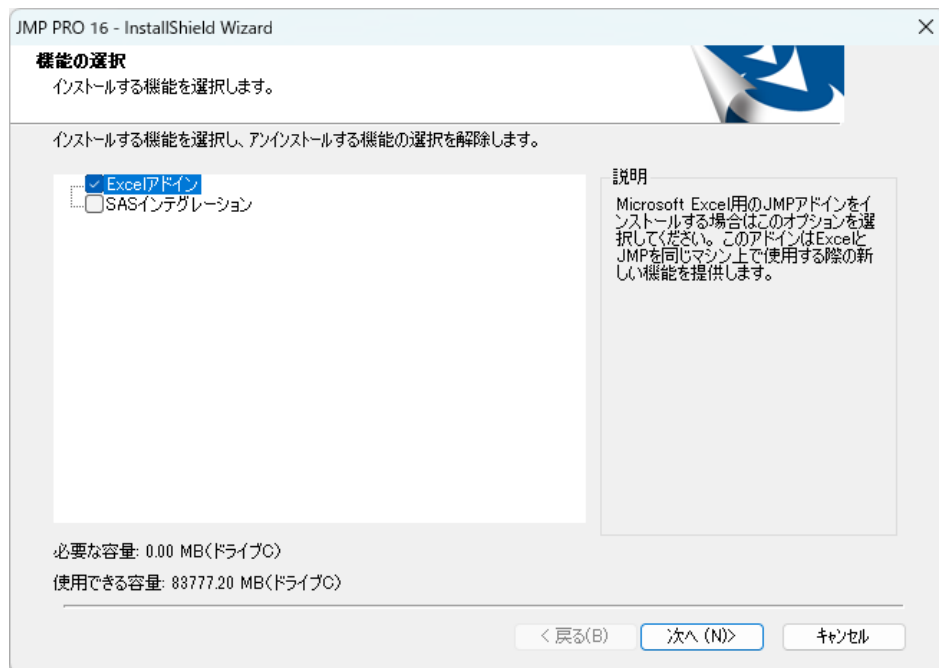 JMP PRO 16 - InstallShield Wizard
機能の選択
インストールする機能を選択します。
インストールする機能を選択し、アンインストールする機能の選択を解除します。
Excelアドイン
SASインテグレーション
説明
Microsoft Excel用のJMPアドインをイ
ンストールする場合はこのオプションを選
択してください。このアドインはExcelと
JMPを同じマシン上で使用する際の新
しい機能を提供します。
必要な容量: 0.00 MB(ドライブC)
使用できる容量: 83777.20 MB(ドライブC)
< 戻る(B)
次へ (N)>
キャンセル